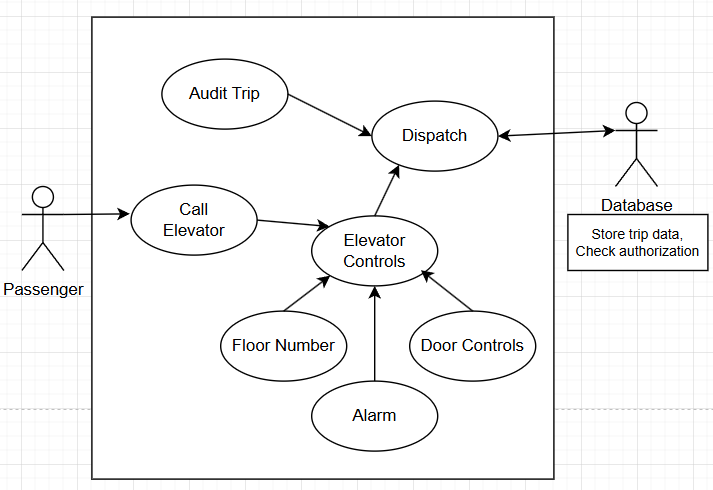 Audit Trip
Dispatch
Call
Elevator
Elevator
Controls
Floor Number
Door Controls
Alarm
Passenger
Database
Store trip data,
Check authorization